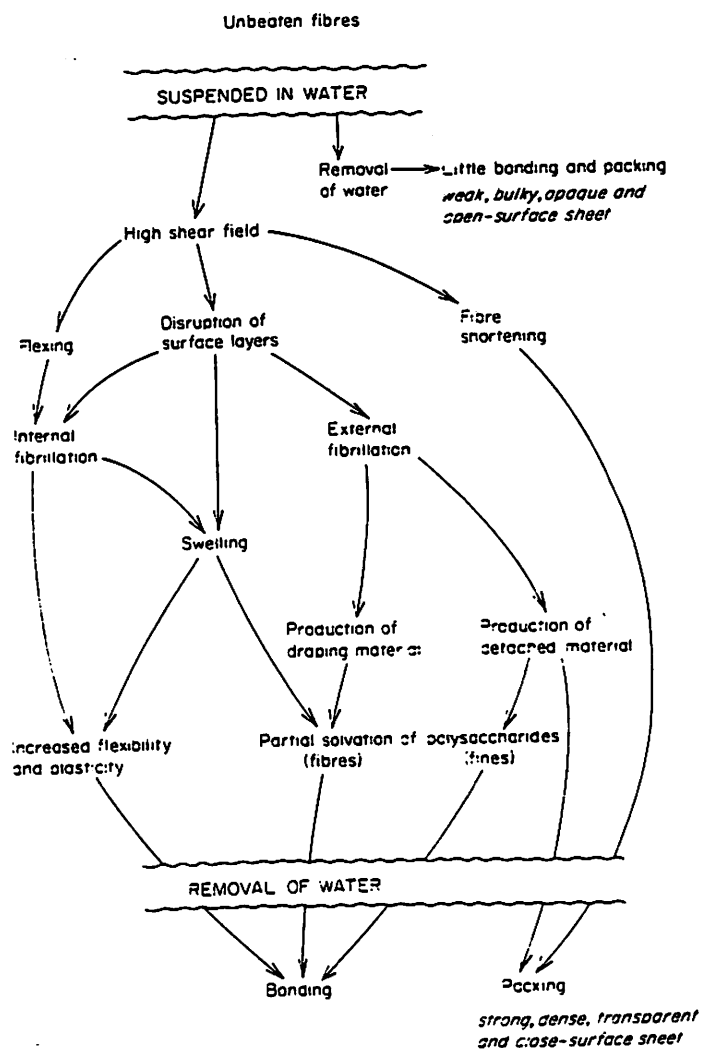 Unbeaten fibres
SUSPENDED IN WATER
Removal
of water
Little bonding and packing
weak, bulky, opaque and
open-surface sheet
High shear field
Flexing
Disruption of
surface layers
Fibre
shortening
Internal
fibrillation
External
fibrillation
Swelling
Production of
draping material
Production of
detached material
Increased flexibility
and plasticity
Partial solvation of polysaccharides
(fibres)
(fines)
REMOVAL OF WATER
Bonding
Packing
strong, dense, transparent
and close-surface sheet